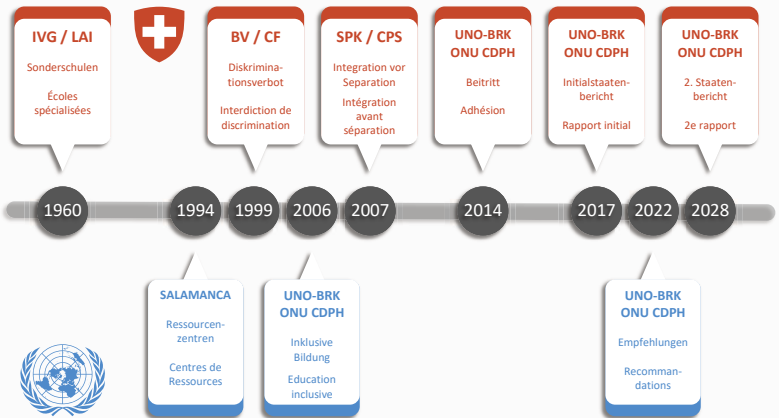 IVG / LAI
Sonderschulen
Écoles
spécialisées
BV / CF
Diskrimina-
tionsverbot
Interdiction de
discrimination
SPK / CPS
Integration vor
Separation
Intégration
avant
séparation
UNO-BRK
ONU CDPH
Beitritt
Adhésion
UNO-BRK
ONU CDPH
Initialstaaten-
bericht
Rapport initial
UNO-BRK
ONU CDPH
2. Staaten-
bericht
2e rapport
1960
1994
1999
2006
2007
2014
2017
2022
2028
SALAMANCA
Ressourcen-
zentren
Centres de
Ressources
UNO-BRK
ONU CDPH
Inklusive
Bildung
Education
inclusive
UNO-BRK
ONU CDPH
Empfehlungen
Recomman-
dations